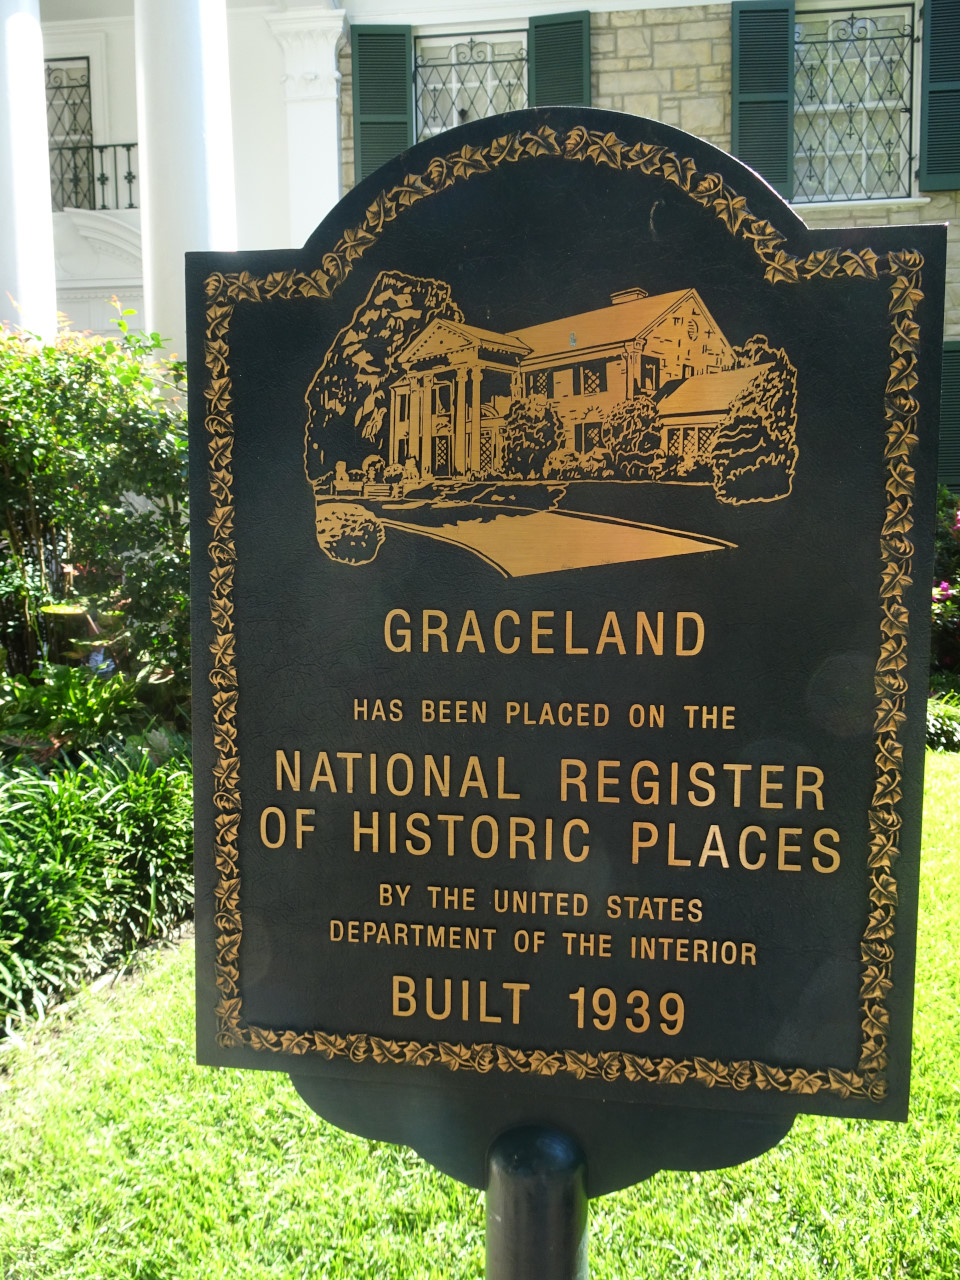 GRACELAND
HAS BEEN PLACED ON THE
NATIONAL REGISTER
OF HISTORIC PLACES
BY THE UNITED STATES
DEPARTMENT OF THE INTERIOR
BUILT 1939